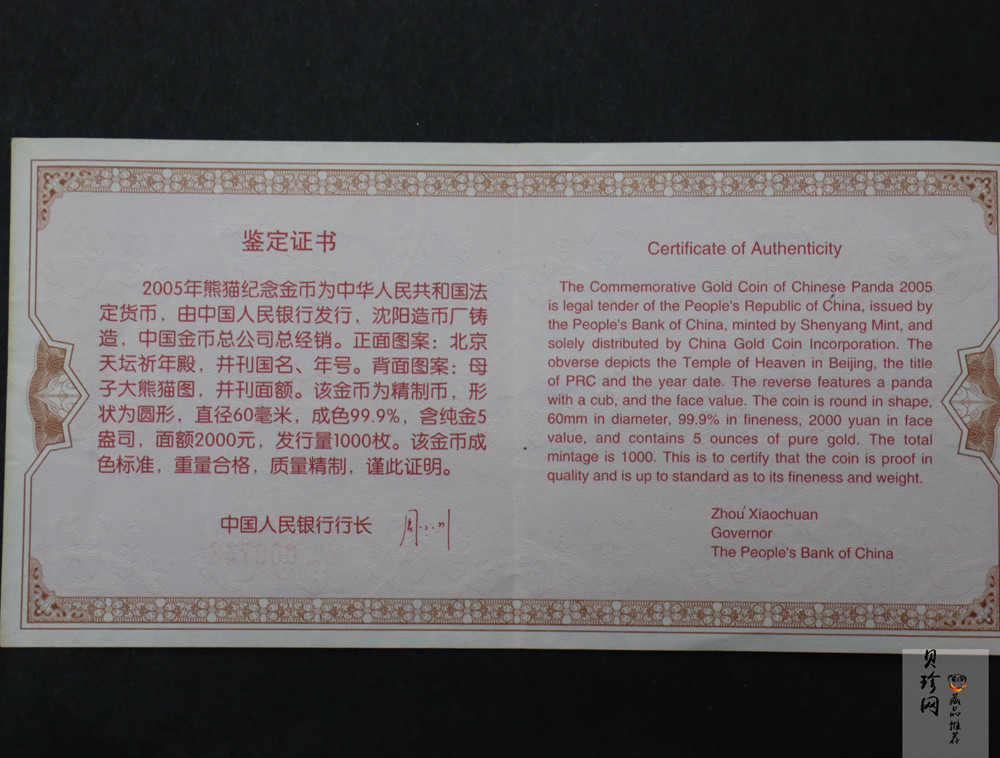 鉴定证书
2005年熊猫纪念金币为中华人民共和国法
定货币，由中国人民银行发行，沈阳造币厂铸
造，中国金币总公司总经销。正面图案：北京
天坛祈年殿，并刊国名、年号。背面图案：母
子大熊猫图，并刊面额。该金币为精制币，形
状为圆形，直径60毫米，成色99.9%，含纯金5
盎司，面额2000元，发行量1000枚。该金币成
色标准，重量合格，质量精制，谨此证明。
中国人民银行行长 周小川
Certificate of Authenticity
The Commemorative Gold Coin of Chinese Panda 2005
is legal tender of the People's Republic of China, issued by
the People's Bank of China, minted by Shenyang Mint, and
solely distributed by China Gold Coin Incorporation. The
obverse depicts the Temple of Heaven in Beijing, the title
of PRC and the year date. The reverse features a panda
with a cub, and the face value. The coin is round in shape,
60mm in diameter, 99.9% in fineness, 2000 yuan in face
value, and contains 5 ounces of pure gold. The total
mintage is 1000. This is to certify that the coin is proof in
quality and is up to standard as to its fineness and weight.
Zhou Xiaochuan
Governor
The People's Bank of China
贝珍网
藏品推荐